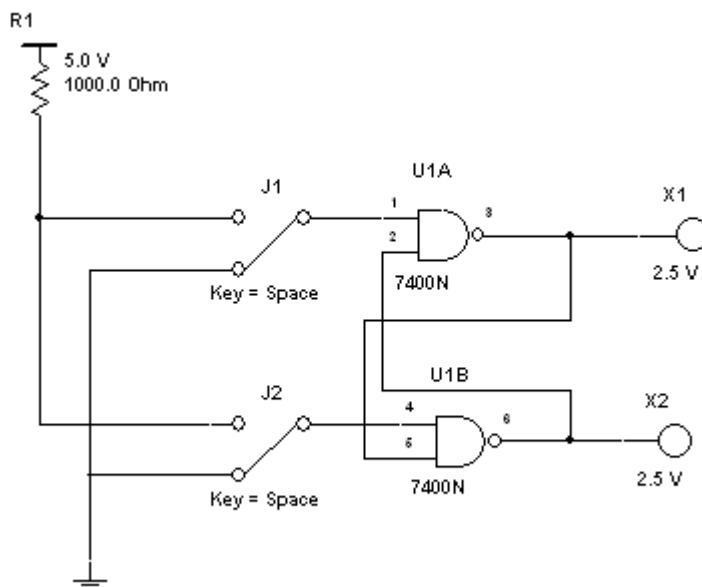 R1
5.0 V
1000.0 Ohm
J1
Key = Space
U1A
1
2
3
7400N
X1
2.5 V
J2
Key = Space
U1B
4
5
6
7400N
X2
2.5 V